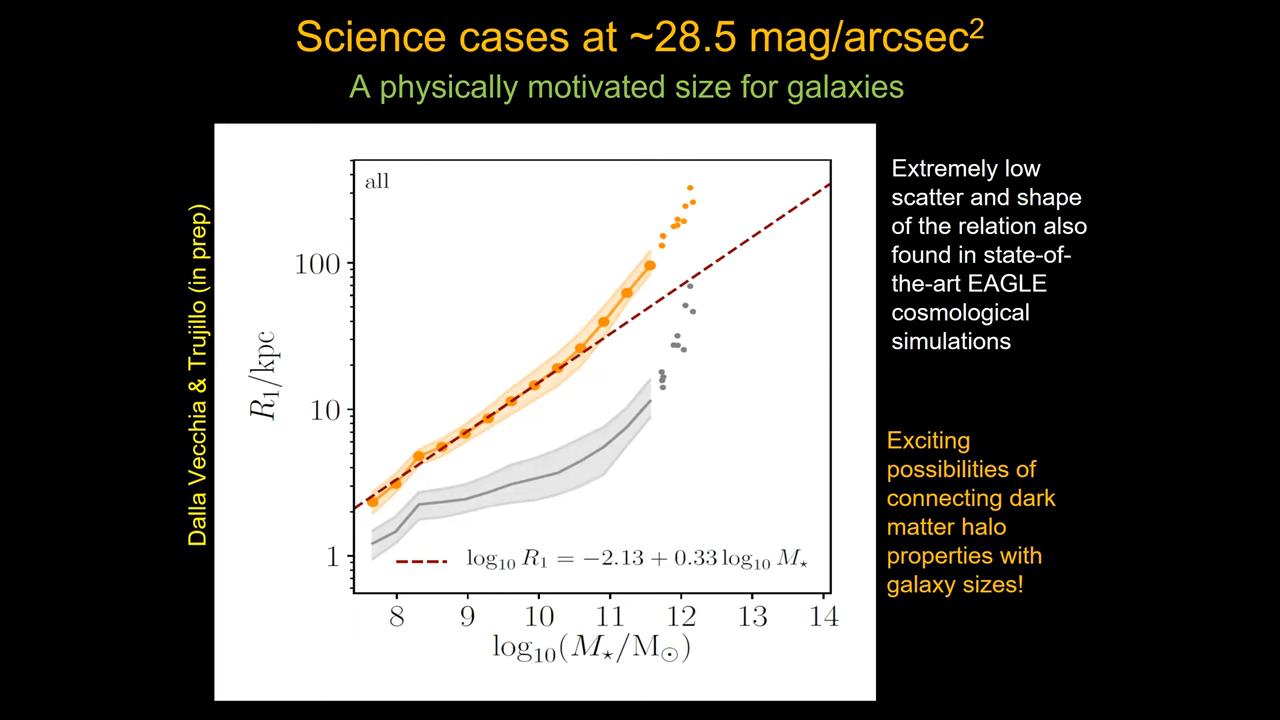 Science cases at ~28.5 mag/arcsec²
A physically motivated size for galaxies
Dalla Vecchia & Trujillo (in prep)
all
100
10
1
R₁/kpc
log₁₀ R₁ = −2.13 + 0.33 log₁₀ M⋆
8 9 10 11 12 13 14
log₁₀(M⋆/M⊙)
Extremely low
scatter and shape
of the relation also
found in state-of-
the-art EAGLE
cosmological
simulations
Exciting
possibilities of
connecting dark
matter halo
properties with
galaxy sizes!